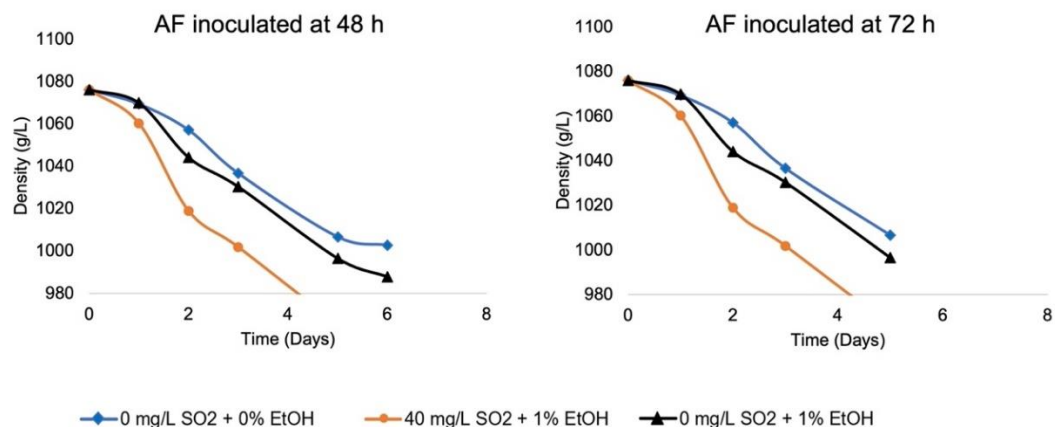 AF inoculated at 48 h
1100
1080
1060
1040
1020
1000
980
Density (g/L)
0 2 4 6 8
Time (Days)
AF inoculated at 72 h
1100
1080
1060
1040
1020
1000
980
Density (g/L)
0 2 4 6 8
Time (Days)
0 mg/L SO2 + 0% EtOH 40 mg/L SO2 + 1% EtOH 0 mg/L SO2 + 1% EtOH